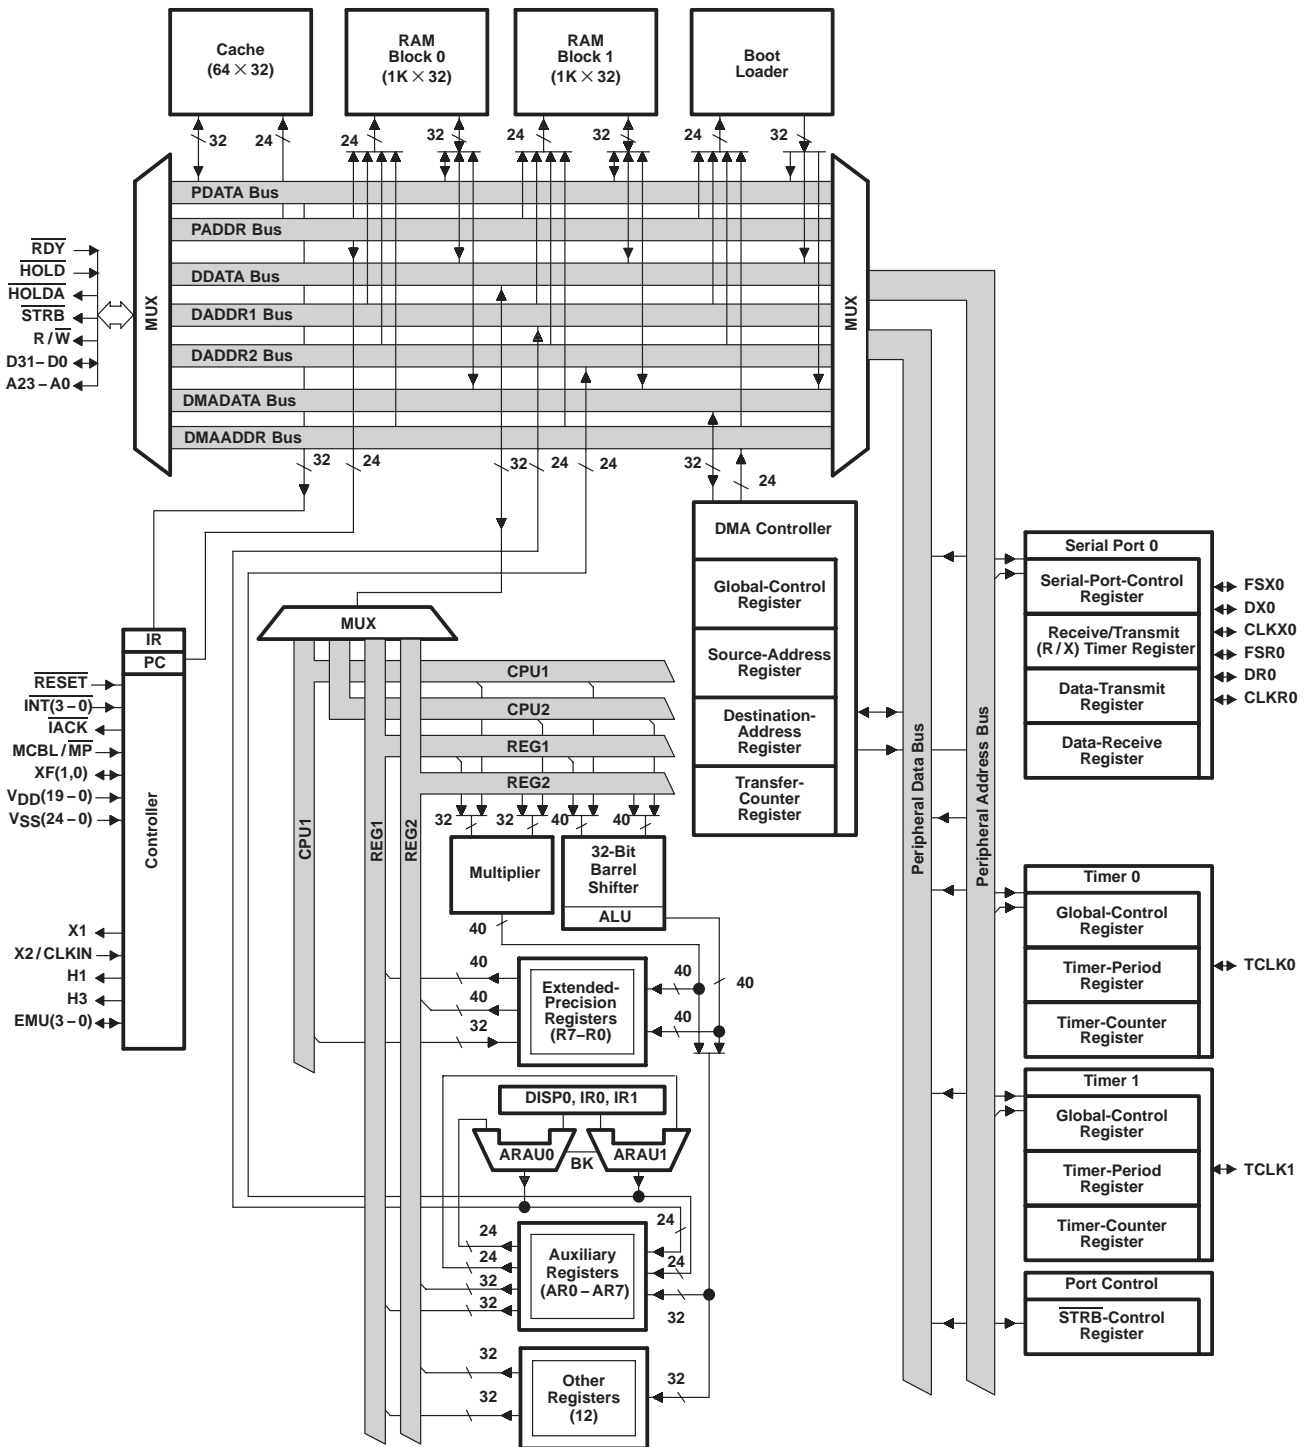 Cache
(64 × 32)
RAM
Block 0
(1K × 32)
RAM
Block 1
(1K × 32)
Boot
Loader
32
24
24
32
24
32
24
32
PDATA Bus
PADDR Bus
DDATA Bus
DADDR1 Bus
DADDR2 Bus
DMADATA Bus
DMAADDR Bus
MUX
MUX
RDY
HOLD
HOLDA
STRB
R / W
D31 – D0
A23 – A0
32
24
32
24
24
32
24
DMA Controller
Global-Control
Register
Source-Address
Register
Destination-
Address
Register
Transfer-
Counter
Register
Peripheral Data Bus
Peripheral Address Bus
Serial Port 0
Serial-Port-Control
Register
Receive/Transmit
(R / X) Timer Register
Data-Transmit
Register
Data-Receive
Register
FSX0
DX0
CLKX0
FSR0
DR0
CLKR0
IR
PC
Controller
RESET
INT(3 – 0)
IACK
MCBL / MP
XF(1,0)
VDD(19 – 0)
VSS(24 – 0)
X1
X2 / CLKIN
H1
H3
EMU(3 – 0)
MUX
CPU1
CPU2
REG1
REG2
CPU1
REG1
REG2
32
32
40
40
Multiplier
32-Bit
Barrel
Shifter
ALU
40
40
40
40
32
Extended-
Precision
Registers
(R7–R0)
40
40
40
DISP0, IR0, IR1
ARAU0
BK
ARAU1
24
24
32
32
Auxiliary
Registers
(AR0 – AR7)
24
24
32
32
32
Other
Registers
(12)
32
Timer 0
Global-Control
Register
Timer-Period
Register
Timer-Counter
Register
TCLK0
Timer 1
Global-Control
Register
Timer-Period
Register
Timer-Counter
Register
TCLK1
Port Control
STRB-Control
Register